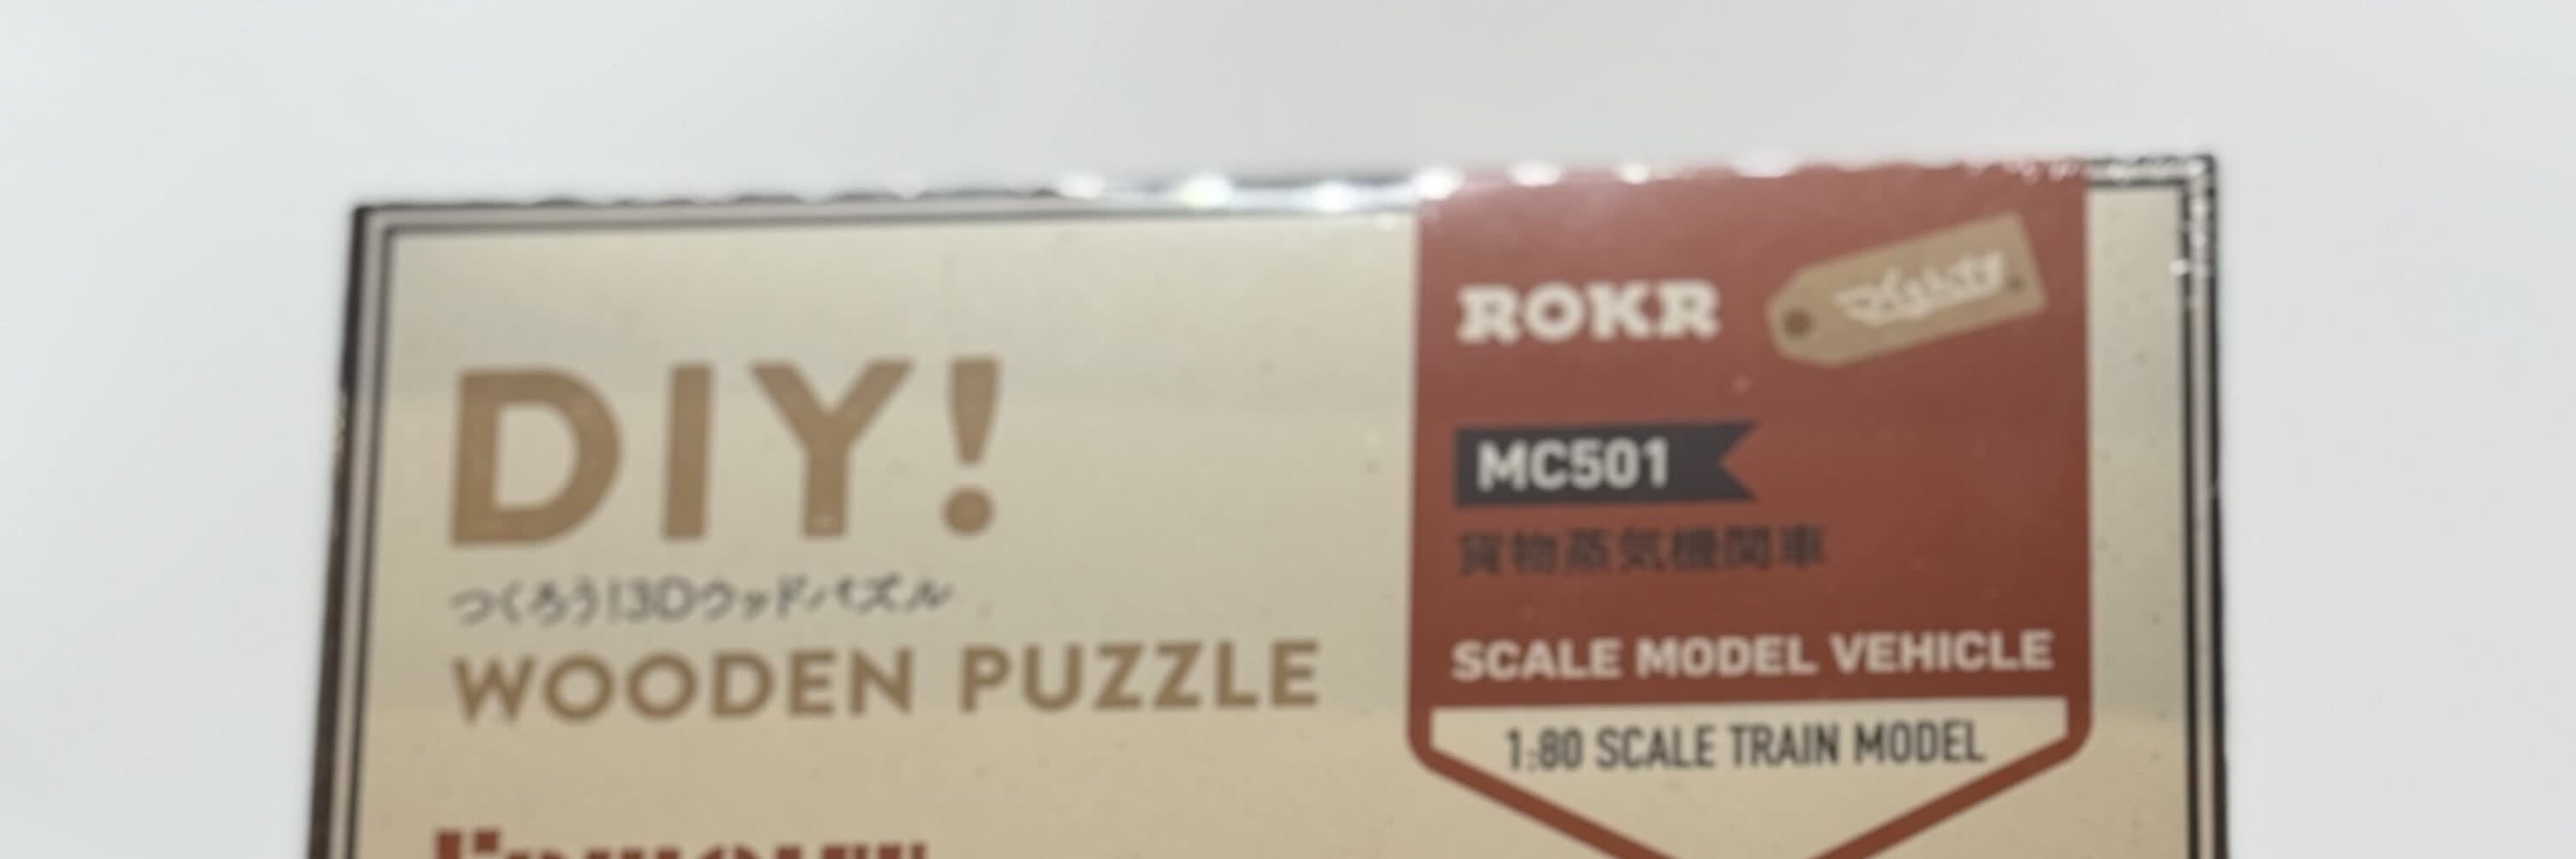 DIY!
つくろう!3Dウッドパズル
WOODEN PUZZLE
ROKR
MC501
貨物蒸気機関車
SCALE MODEL VEHICLE
1:80 SCALE TRAIN MODEL